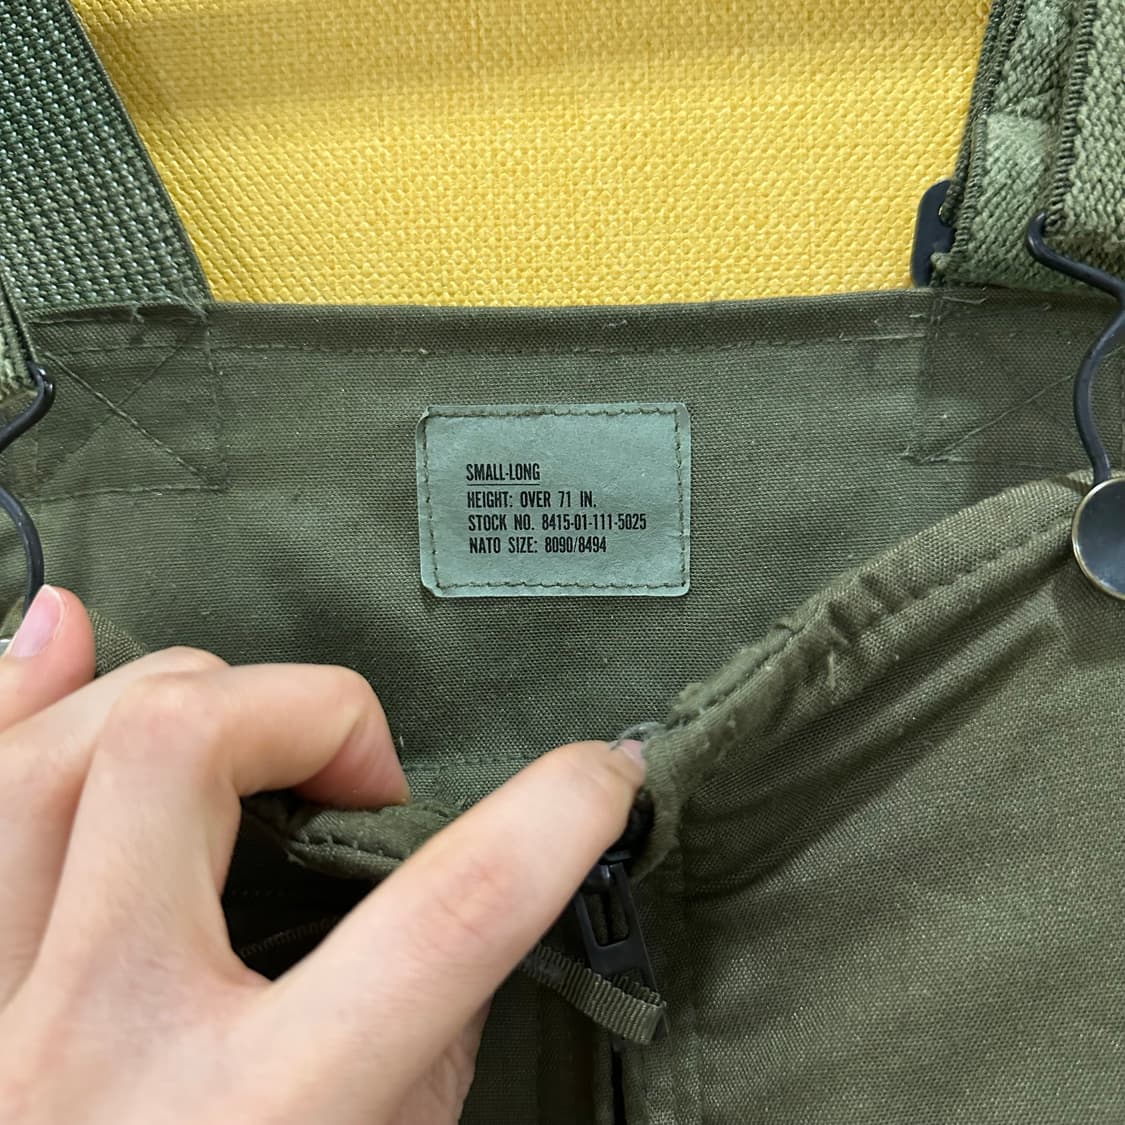 SMALL-LONG
HEIGHT: OVER 71 IN.
STOCK NO. 8415-01-111-5025
NATO SIZE: 8090/8494